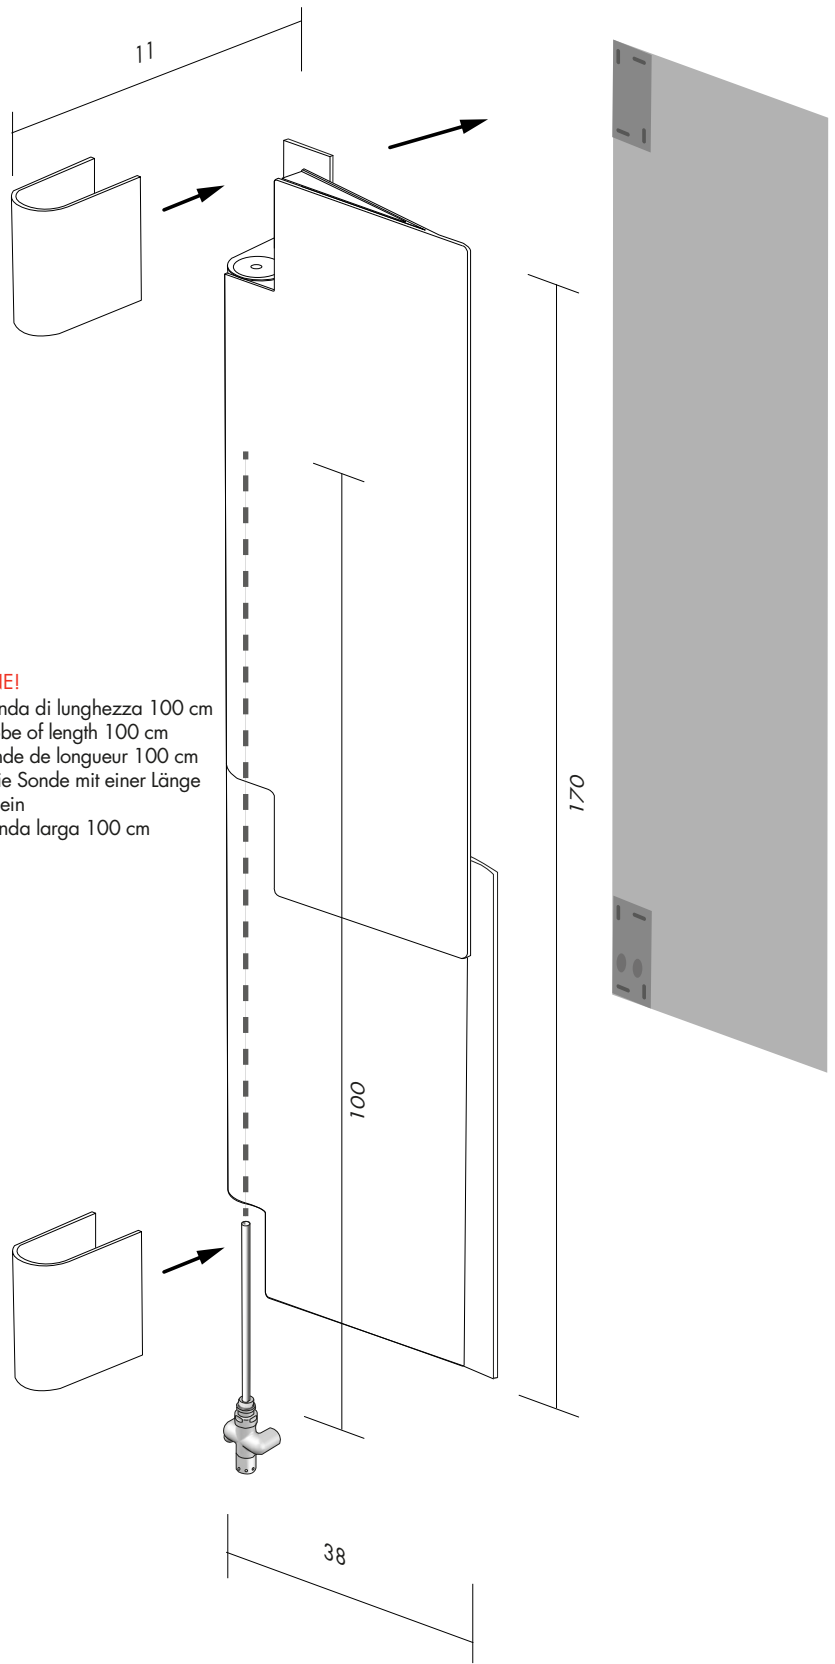 11
IE!
nda di lunghezza 100 cm
be of length 100 cm
nde de longueur 100 cm
ie Sonde mit einer Länge
ein
nda larga 100 cm
170
100
38